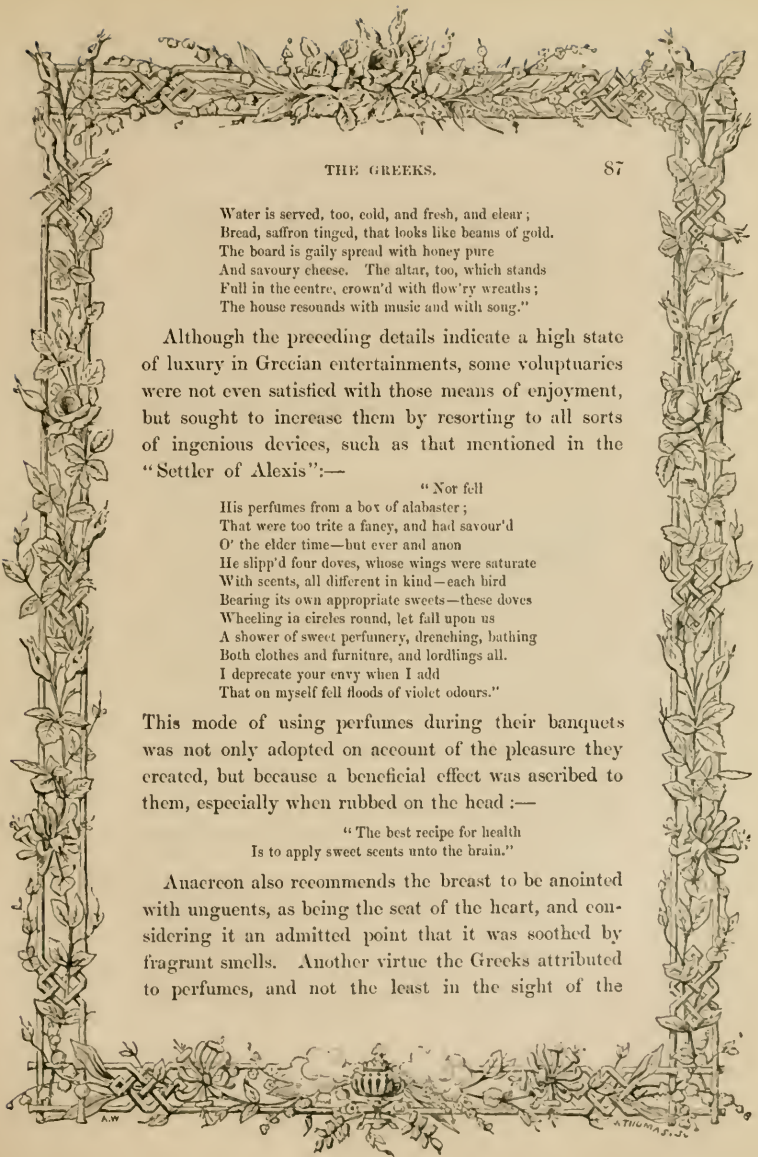 THE GREEKS. 87
Water is served, too, cold, and fresh, and clear ;
Bread, saffron tinged, that looks like beams of gold.
The board is gaily spread with honey pure
And savoury cheese. The altar, too, which stands
Full in the centre, crown'd with flow'ry wreaths ;
The house resounds with music and with song."
Although the preceding details indicate a high state
of luxury in Grecian entertainments, some voluptuaries
were not even satisfied with those means of enjoyment,
but sought to increase them by resorting to all sorts
of ingenious devices, such as that mentioned in the
"Settler of Alexis":—
"Nor fell
His perfumes from a box of alabaster ;
That were too trite a fancy, and had savour'd
O' the elder time—but ever and anon
He slipp'd four doves, whose wings were saturate
With scents, all different in kind—each bird
Bearing its own appropriate sweets—these doves
Wheeling in circles round, let fall upon us
A shower of sweet perfumery, drenching, bathing
Both clothes and furniture, and lordlings all.
I deprecate your envy when I add
That on myself fell floods of violet odours."
This mode of using perfumes during their banquets
was not only adopted on account of the pleasure they
created, but because a beneficial effect was ascribed to
them, especially when rubbed on the head :—
"The best recipe for health
Is to apply sweet scents unto the brain."
Anacreon also recommends the breast to be anointed
with unguents, as being the seat of the heart, and con-
sidering it an admitted point that it was soothed by
fragrant smells. Another virtue the Greeks attributed
to perfumes, and not the least in the sight of the
A.W
A THOMAS. Sc